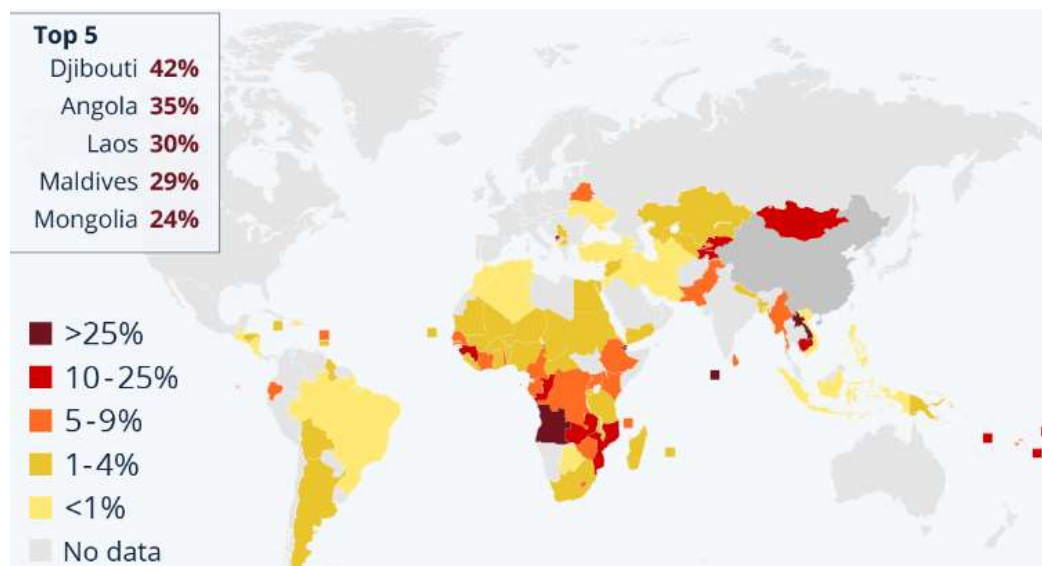 Top 5
Djibouti 42%
Angola 35%
Laos 30%
Maldives 29%
Mongolia 24%
>25%
10-25%
5-9%
1-4%
<1%
No data